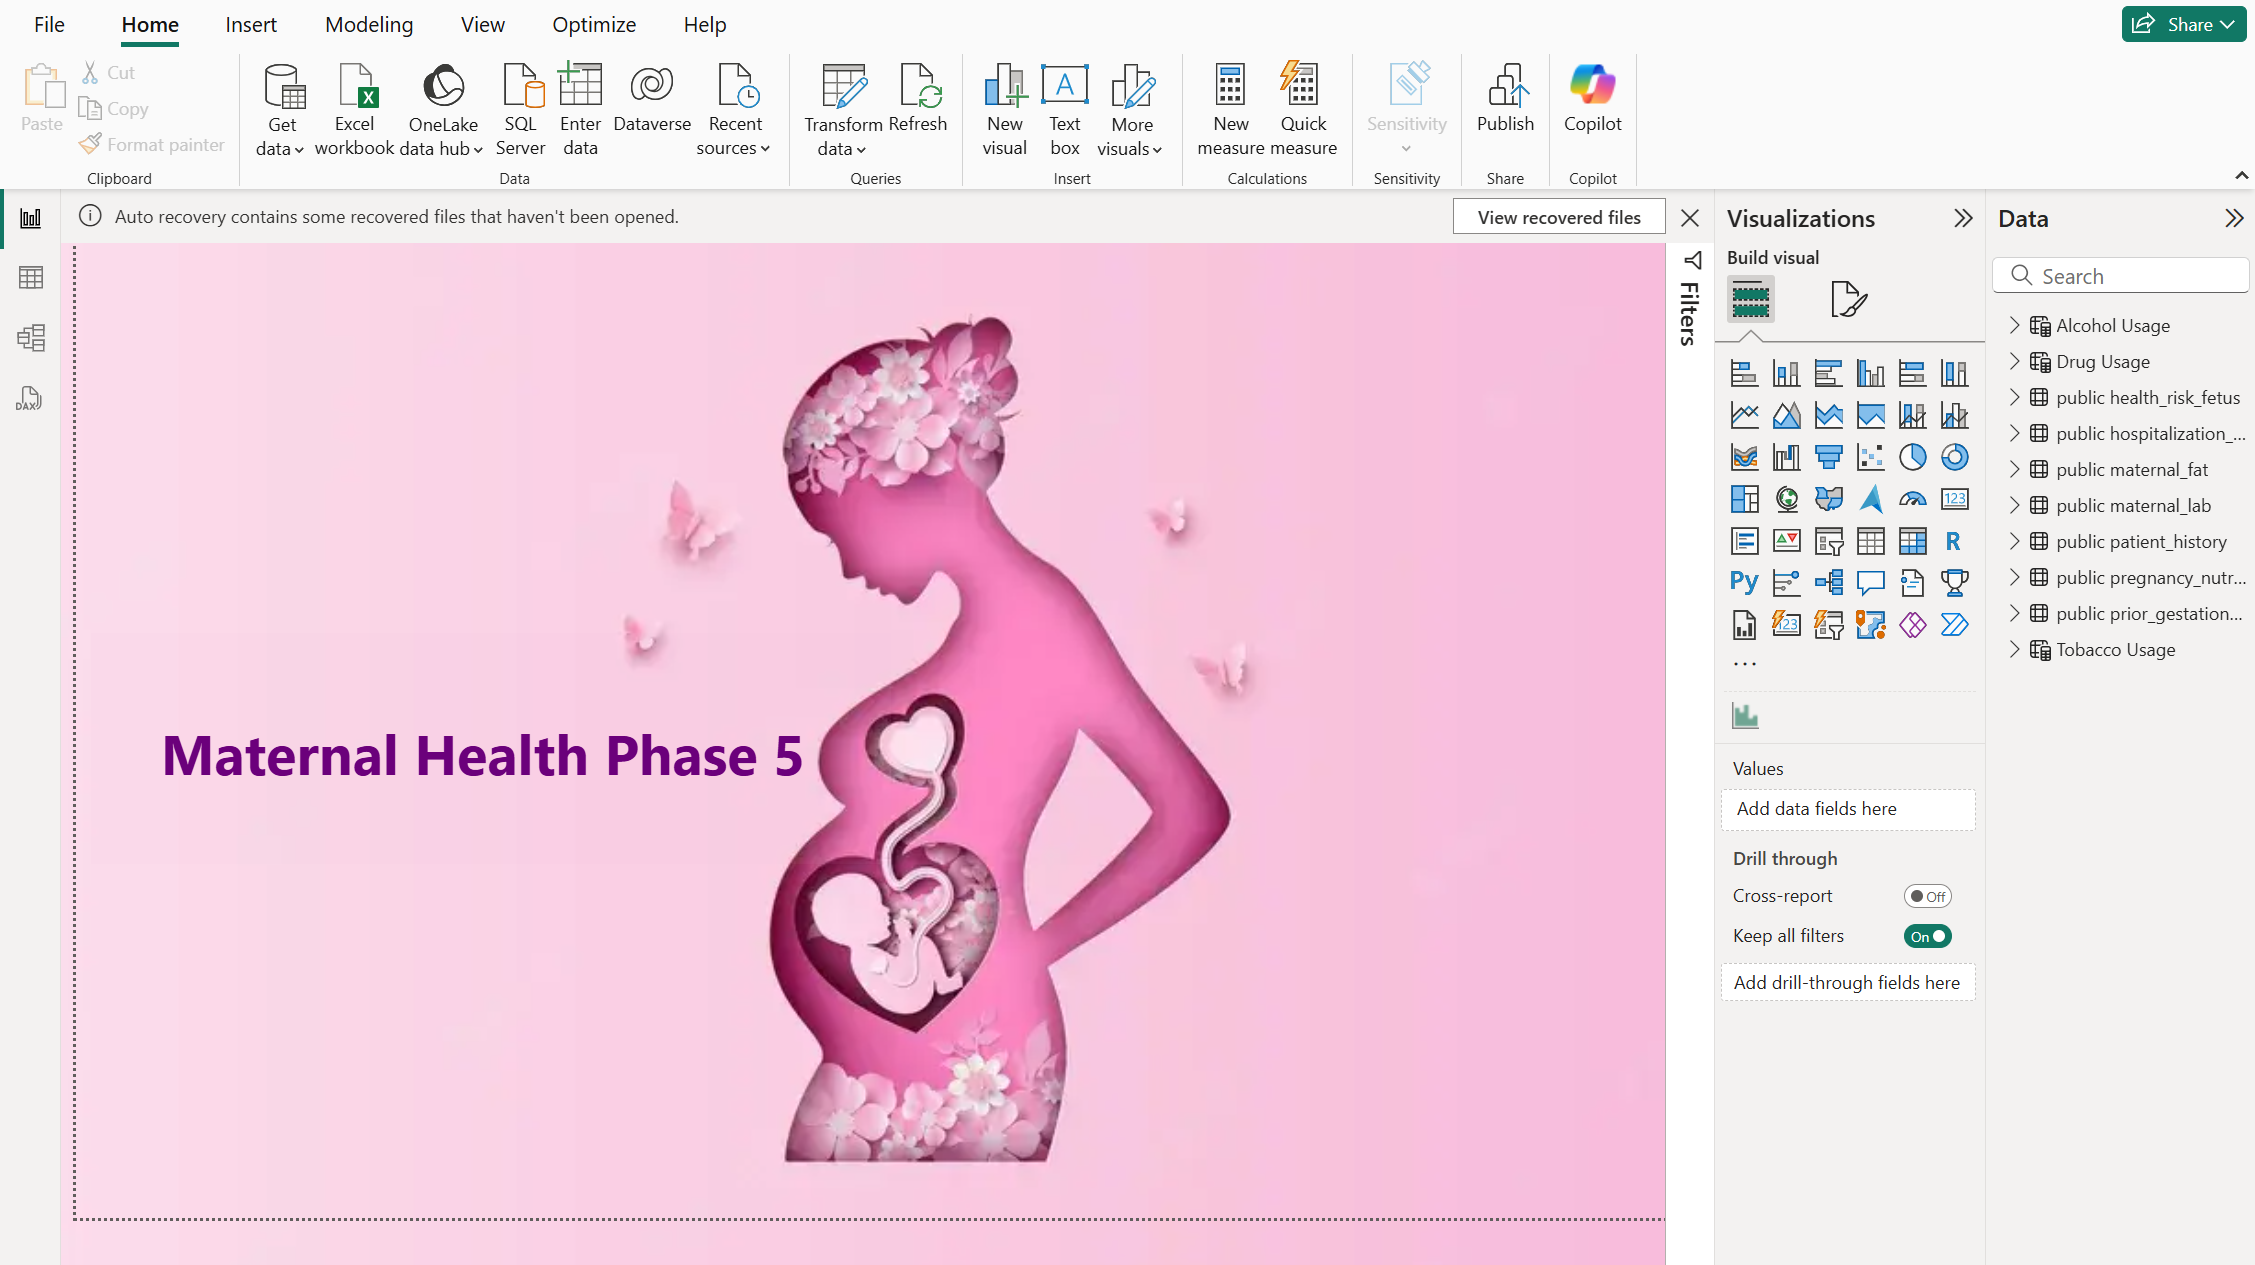 File Home Insert Modeling View Optimize Help
Share
Paste
Cut
Copy
Format painter
Clipboard
Get data
Excel workbook
OneLake data hub
SQL Server
Enter data
Dataverse
Recent sources
Data
Transform data
Refresh
Queries
New visual
Text box
More visuals
Insert
New measure
Quick measure
Calculations
Sensitivity
Sensitivity
Publish
Share
Copilot
Copilot
Auto recovery contains some recovered files that haven't been opened.
View recovered files
DAX
Maternal Health Phase 5
Filters
Visualizations
Build visual
123
R
Py
123
Values
Add data fields here
Drill through
Cross-report
Off
Keep all filters
On
Add drill-through fields here
Data
Search
Alcohol Usage
Drug Usage
public health_risk_fetus
public hospitalization_...
public maternal_fat
public maternal_lab
public patient_history
public pregnancy_nutr...
public prior_gestation...
Tobacco Usage